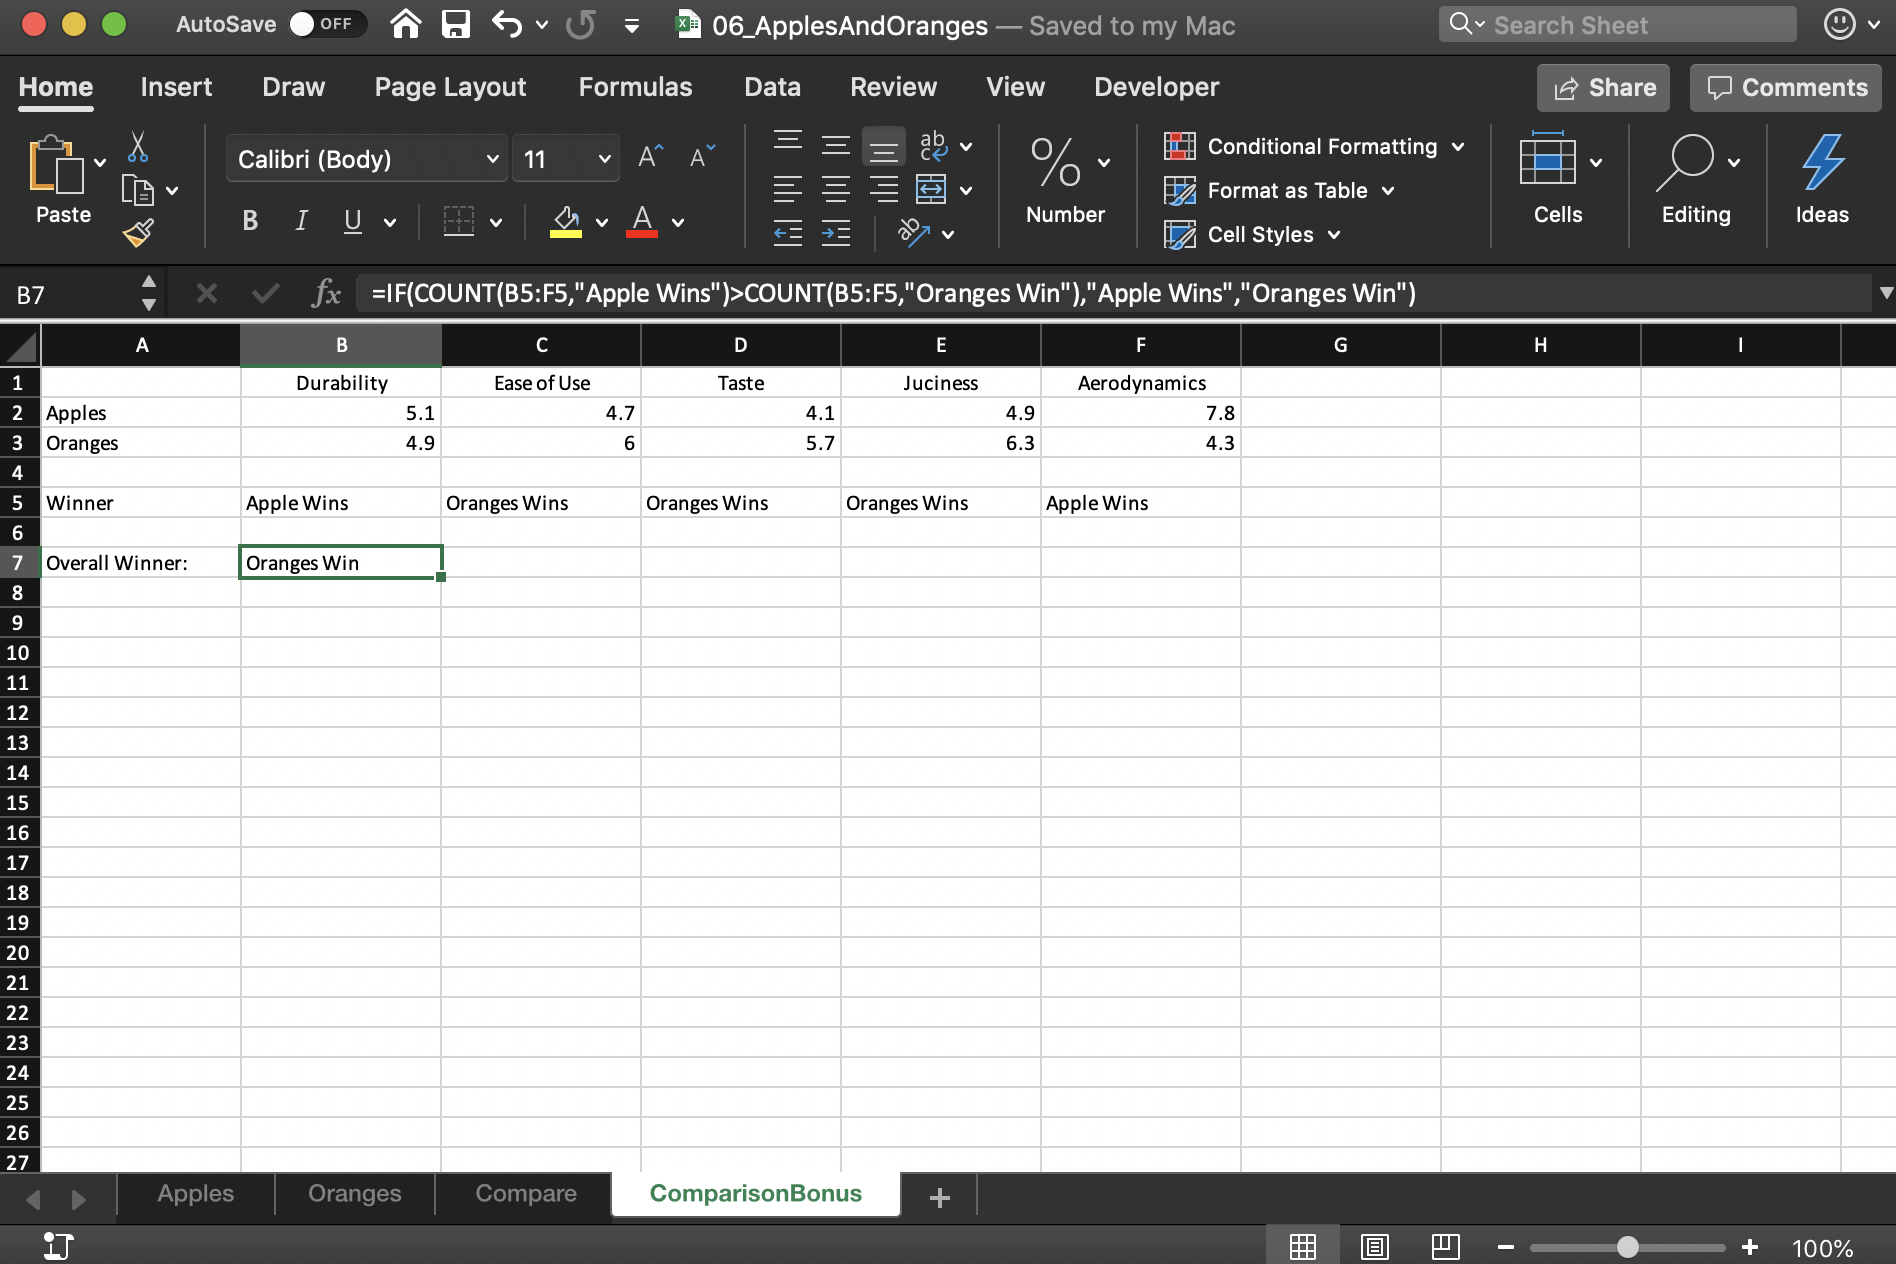 AutoSave OFF 06_ApplesAndOranges — Saved to my Mac Search Sheet
Home Insert Draw Page Layout Formulas Data Review View Developer Share Comments
Paste
Calibri (Body) 11 A A
B I U A
ab
c
ab
%
Number
Conditional Formatting
Format as Table
Cell Styles
Cells
Editing
Ideas
B7 fx =IF(COUNT(B5:F5,"Apple Wins")>COUNT(B5:F5,"Oranges Win"),"Apple Wins","Oranges Win")
A B C D E F G H I
1 Durability Ease of Use Taste Juciness Aerodynamics
2 Apples 5.1 4.7 4.1 4.9 7.8
3 Oranges 4.9 6 5.7 6.3 4.3
4
5 Winner Apple Wins Oranges Wins Oranges Wins Oranges Wins Apple Wins
6
7 Overall Winner: Oranges Win
8
9
10
11
12
13
14
15
16
17
18
19
20
21
22
23
24
25
26
27
Apples Oranges Compare ComparisonBonus +
100%